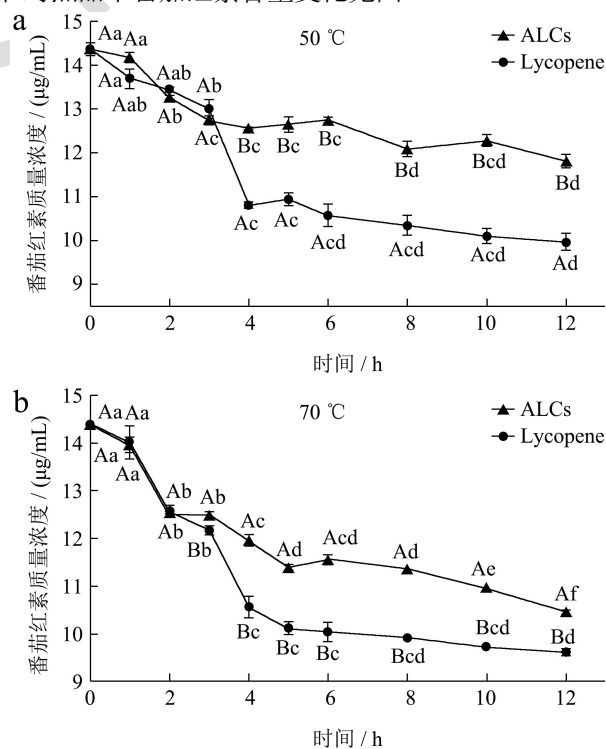 a
50 ℃
ALCs
Lycopene
番茄红素质量浓度 / (μg/mL)
15
14
13
12
11
10
9
Aa Aa
Aa
Aab
Aab
Ab
Ab
Ac
Bc Bc Bc
Bd
Bcd
Bd
Ac
Ac
Acd
Acd
Acd
Ad
0 2 4 6 8 10 12
时间 / h
b
70 ℃
ALCs
Lycopene
番茄红素质量浓度 / (μg/mL)
15
14
13
12
11
10
9
Aa Aa
Aa
Aa
Ab Ab
Ab
Bb
Ac
Ad
Acd
Ad
Ae
Af
Bc
Bc
Bc
Bcd
Bcd
Bd
0 2 4 6 8 10 12
时间 / h